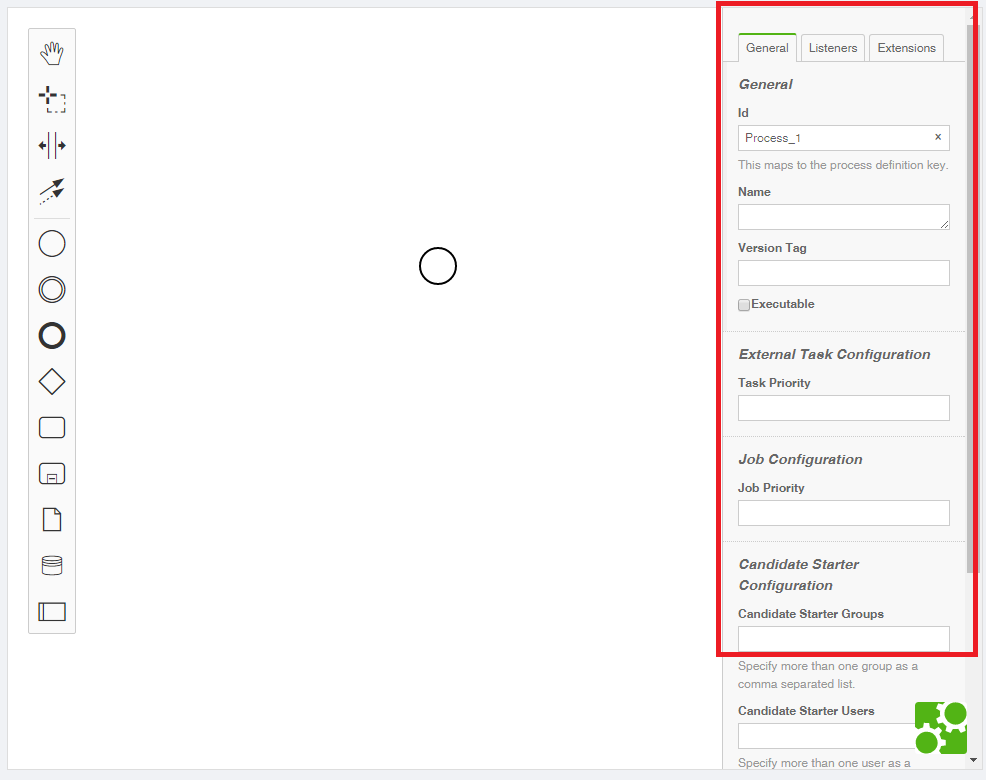 General Listeners Extensions
General
Id
Process_1 ×
This maps to the process definition key.
Name
Version Tag
Executable
External Task Configuration
Task Priority
Job Configuration
Job Priority
Candidate Starter
Configuration
Candidate Starter Groups
Specify more than one group as a
comma separated list.
Candidate Starter Users
Specify more than one user as a